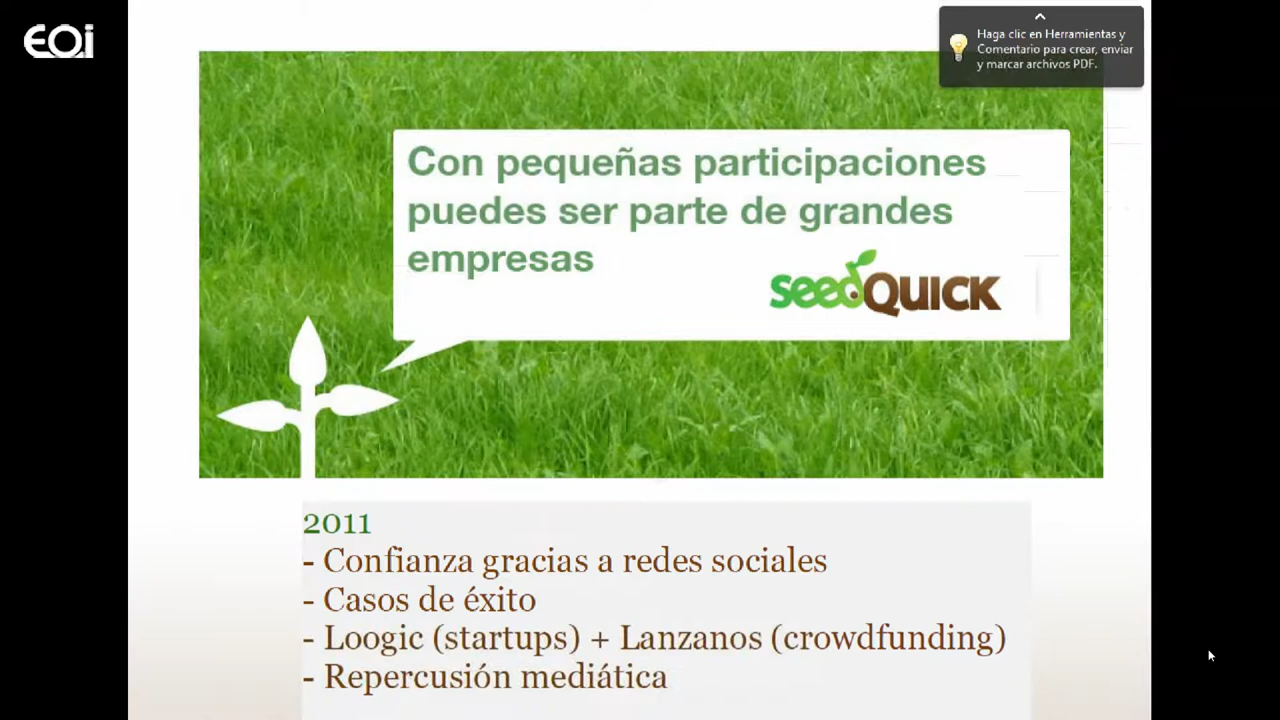 EOi
Haga clic en Herramientas y
Comentario para crear, enviar
y marcar archivos PDF.
Con pequeñas participaciones
puedes ser parte de grandes
empresas
seedQUICK
2011
- Confianza gracias a redes sociales
- Casos de éxito
- Loogic (startups) + Lanzanos (crowdfunding)
- Repercusión mediática